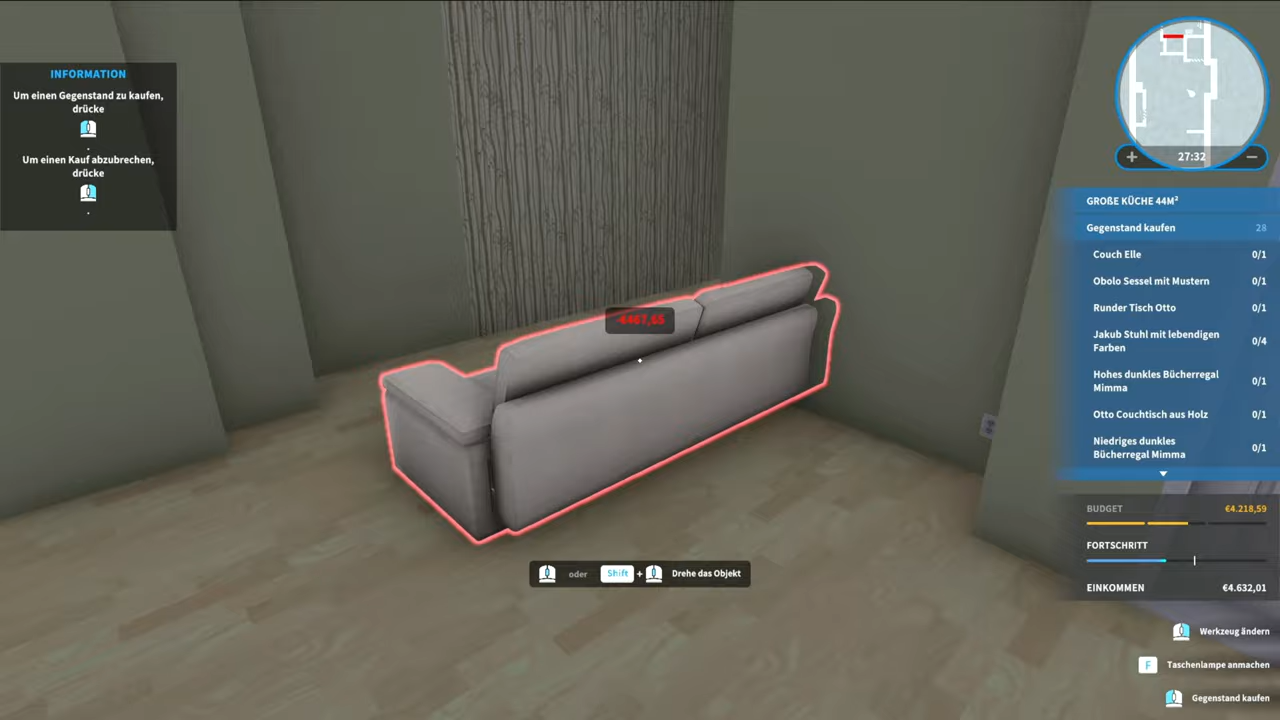 INFORMATION
Um einen Gegenstand zu kaufen,
drücke
.
Um einen Kauf abzubrechen,
drücke
.
27:32
GROßE KÜCHE 44M²
Gegenstand kaufen 28
Couch Elle 0/1
Obolo Sessel mit Mustern 0/1
Runder Tisch Otto 0/1
Jakub Stuhl mit lebendigen
Farben 0/4
Hohes dunkles Bücherregal
Mimma 0/1
Otto Couchtisch aus Holz 0/1
Niedriges dunkles
Bücherregal Mimma 0/1
BUDGET €4.218,59
FORTSCHRITT
EINKOMMEN €4.632,01
oder Shift + Drehe das Objekt
Werkzeug ändern
F Taschenlampe anmachen
Gegenstand kaufen